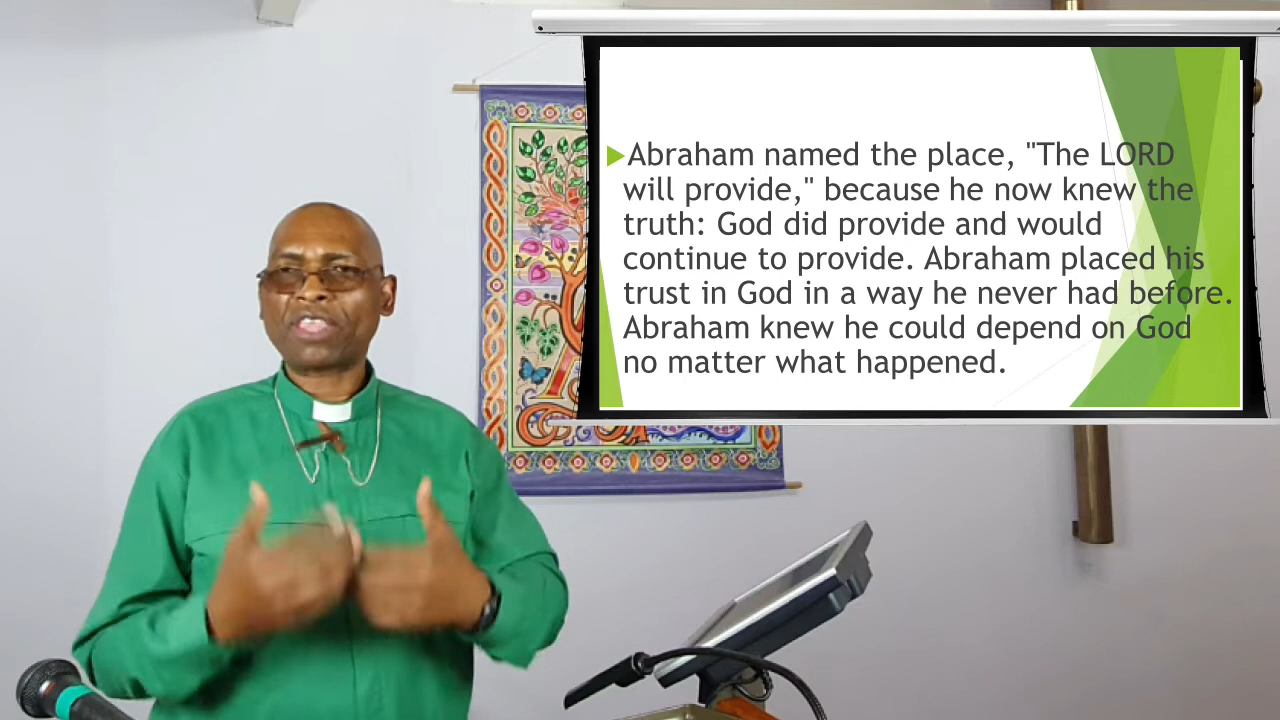 Abraham named the place, "The LORD
will provide," because he now knew the
truth: God did provide and would
continue to provide. Abraham placed his
trust in God in a way he never had before.
Abraham knew he could depend on God
no matter what happened.